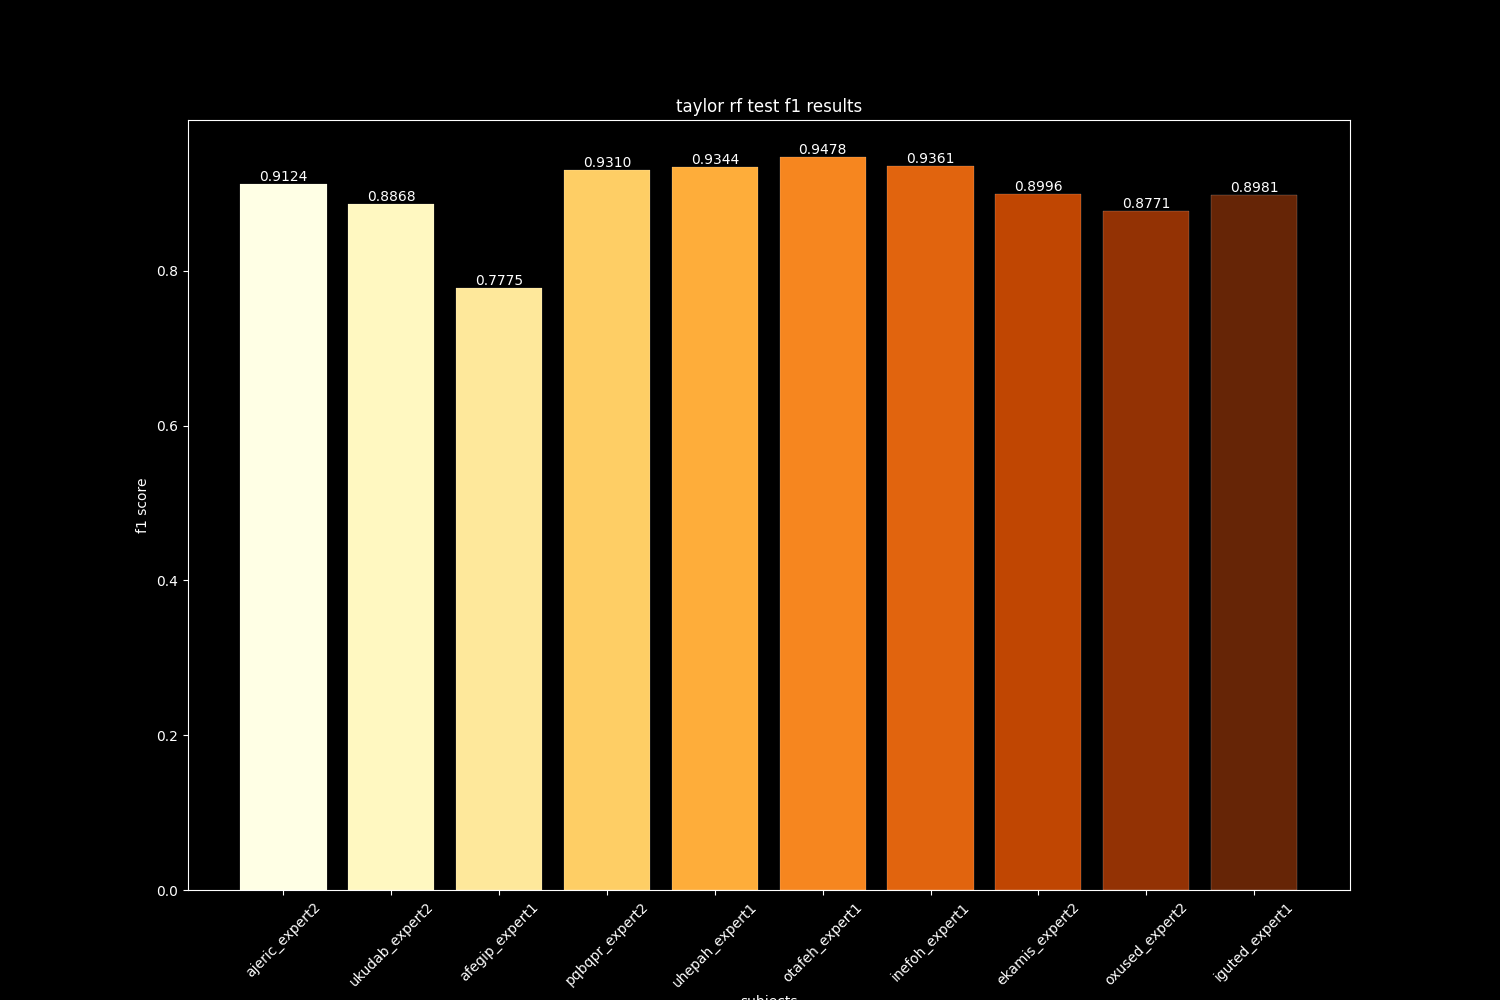 taylor rf test f1 results
0.9124
0.8868
0.7775
0.9310
0.9344
0.9478
0.9361
0.8996
0.8771
0.8981
0.8
0.6
0.4
0.2
0.0
f1 score
ajeric_expert2
ukudab_expert2
afegip_expert1
pqbqpr_expert2
uhepah_expert1
otafeh_expert1
inefoh_expert1
ekamis_expert2
oxused_expert2
iguted_expert1
subjects